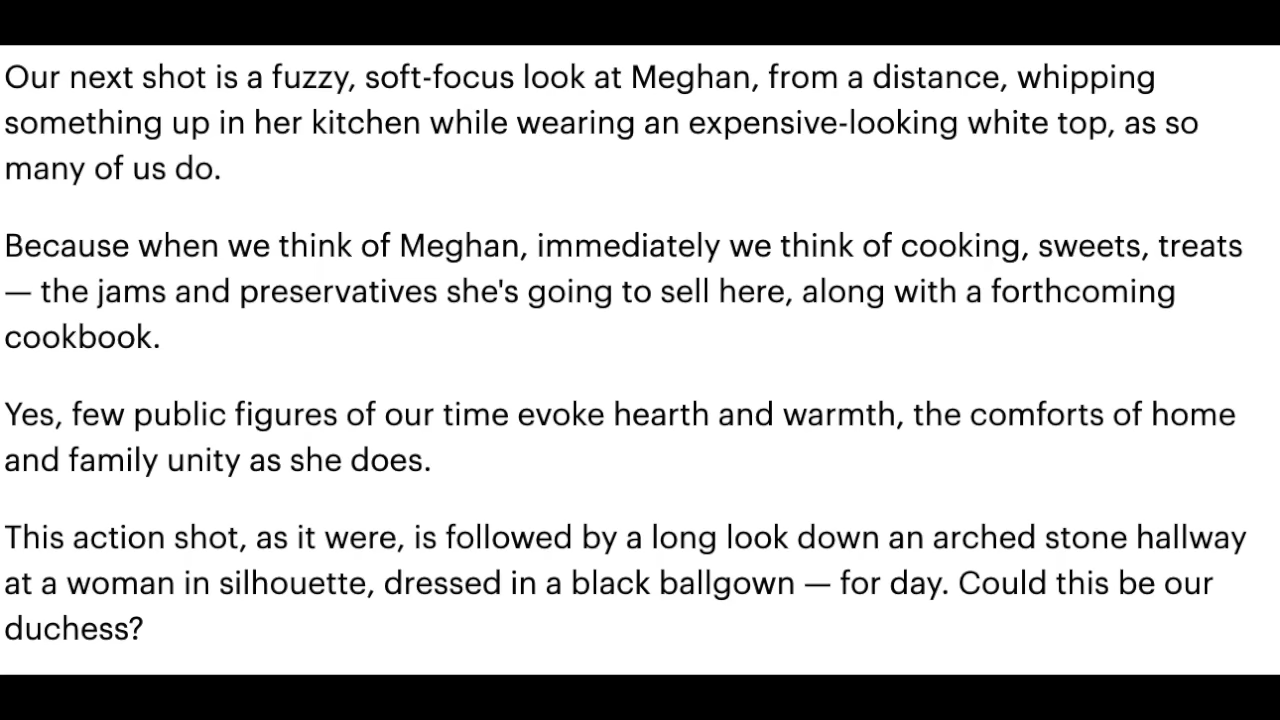 Our next shot is a fuzzy, soft-focus look at Meghan, from a distance, whipping
something up in her kitchen while wearing an expensive-looking white top, as so
many of us do.
Because when we think of Meghan, immediately we think of cooking, sweets, treats
— the jams and preservatives she's going to sell here, along with a forthcoming
cookbook.
Yes, few public figures of our time evoke hearth and warmth, the comforts of home
and family unity as she does.
This action shot, as it were, is followed by a long look down an arched stone hallway
at a woman in silhouette, dressed in a black ballgown — for day. Could this be our
duchess?